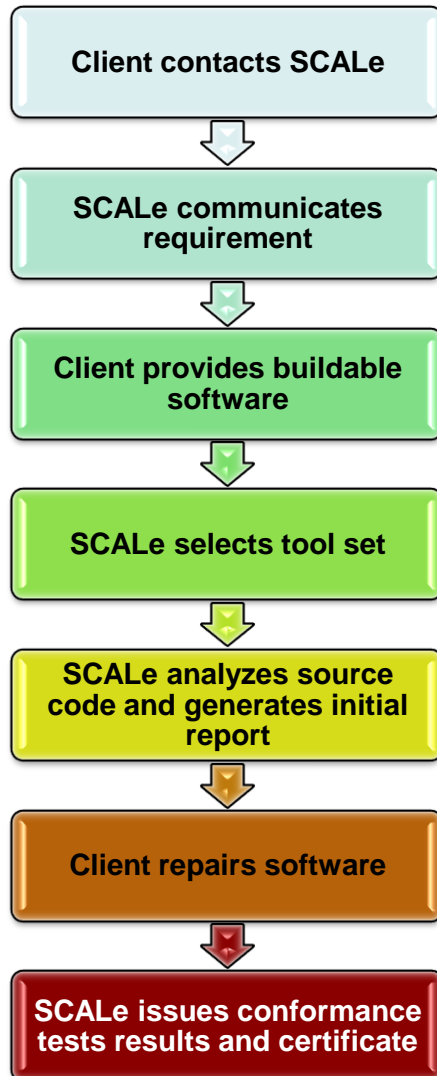 Client contacts SCALe
SCALe communicates
requirement
Client provides buildable
software
SCALe selects tool set
SCALe analyzes source
code and generates initial
report
Client repairs software
SCALe issues conformance
tests results and certificate